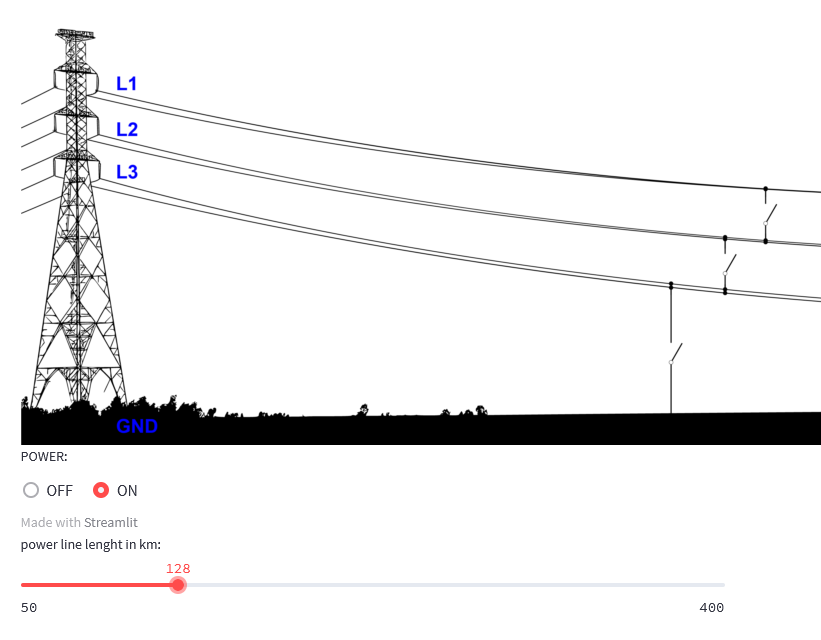 L1
L2
L3
GND
POWER:
OFF ON
Made with Streamlit
power line lenght in km:
128
50 400